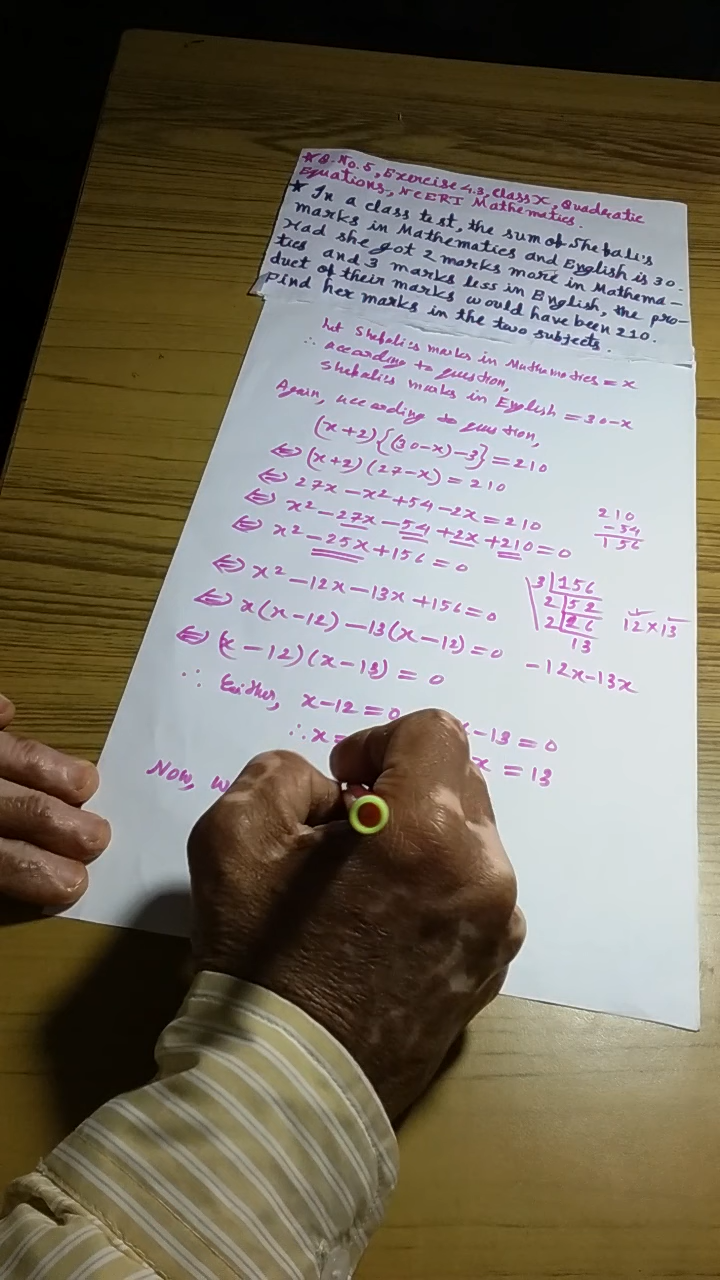 ★Q.No.5, Exercise 4.3, Class X, Quadratic
Equations, NCERT Mathematics.
★ In a class test, the sum of Shefali's
marks in Mathematics and English is 30.
Had she got 2 marks more in Mathema-
tics and 3 marks less in English, the pro-
duct of their marks would have been 210.
Find her marks in the two subjects.
Let Shefali's marks in Mathematics = x
∴ according to question,
Shefali's marks in English = 30-x
Again, according to question,
(x+2){(30-x)-3}=210
⇔ (x+2)(27-x) = 210
⇔ 27x-x²+54-2x=210
⇔ x²-27x-54+2x+210=0
⇔ x²-25x+156=0
210
-54
156
⇔ x²-12x-13x+156=0
3|156
2|52
2|26
13
12x13
⇔ x(x-12)-13(x-12)=0
-12x-13x
⇔ (x-12)(x-13) = 0
∴ Either, x-12=0 x-13=0
∴x= x = 13
Now,